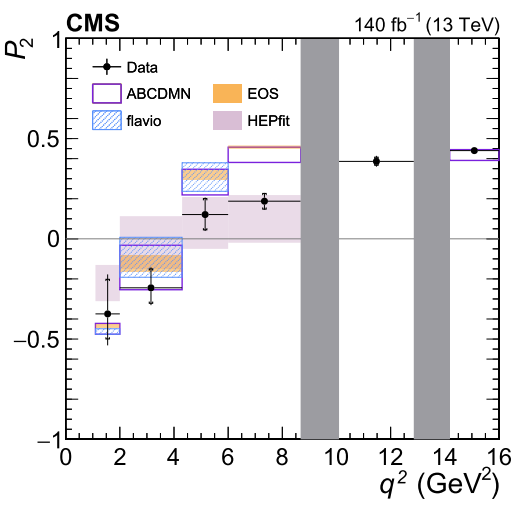 CMS 140 fb⁻¹ (13 TeV)
P₂
1
0.5
0
−0.5
−1
Data
ABCDMN EOS
flavio HEPfit
0 2 4 6 8 10 12 14 16
q² (GeV²)